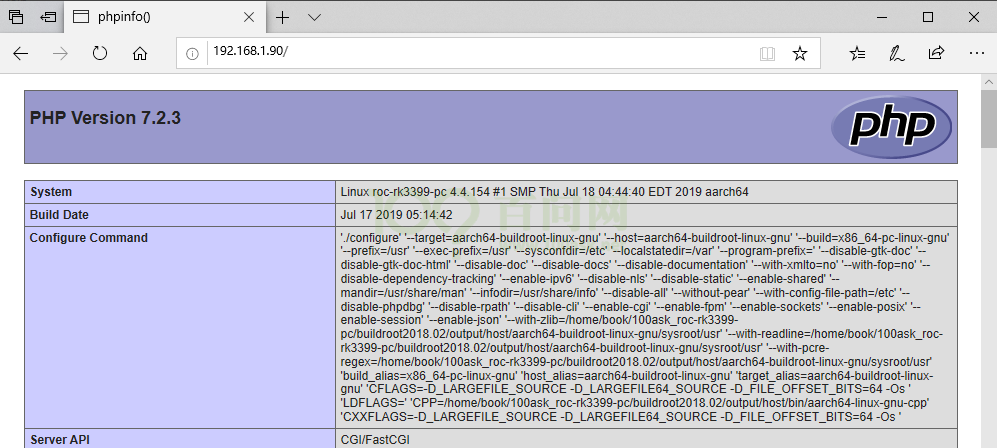 phpinfo()
192.168.1.90/
PHP Version 7.2.3
php
System
Linux roc-rk3399-pc 4.4.154 #1 SMP Thu Jul 18 04:44:40 EDT 2019 aarch64
Build Date
Jul 17 2019 05:14:42
100 百问网
Configure Command
'./configure' '--target=aarch64-buildroot-linux-gnu' '--host=aarch64-buildroot-linux-gnu' '--build=x86_64-pc-linux-gnu'
'--prefix=/usr' '--exec-prefix=/usr' '--sysconfdir=/etc' '--localstatedir=/var' '--program-prefix=' '--disable-gtk-doc' '--
disable-gtk-doc-html' '--disable-doc' '--disable-docs' '--disable-documentation' '--with-xmlto=no' '--with-fop=no' '--
disable-dependency-tracking' '--enable-ipv6' '--disable-nls' '--disable-static' '--enable-shared' '--
mandir=/usr/share/man' '--infodir=/usr/share/info' '--disable-all' '--without-pear' '--with-config-file-path=/etc' '--
disable-phpdbg' '--disable-rpath' '--disable-cli' '--enable-cgi' '--enable-fpm' '--enable-sockets' '--enable-posix' '--
enable-session' '--enable-json' '--with-zlib=/home/book/100ask_roc-rk3399-
pc/buildroot2018.02/output/host/aarch64-buildroot-linux-gnu/sysroot/usr' '--with-readline=/home/book/100ask_roc-
rk3399-pc/buildroot2018.02/output/host/aarch64-buildroot-linux-gnu/sysroot/usr' '--with-pcre-
regex=/home/book/100ask_roc-rk3399-pc/buildroot2018.02/output/host/aarch64-buildroot-linux-gnu/sysroot/usr'
'build_alias=x86_64-pc-linux-gnu' 'host_alias=aarch64-buildroot-linux-gnu' 'target_alias=aarch64-buildroot-linux-
gnu' 'CFLAGS=-D_LARGEFILE_SOURCE -D_LARGEFILE64_SOURCE -D_FILE_OFFSET_BITS=64 -Os '
'LDFLAGS=' 'CPP=/home/book/100ask_roc-rk3399-pc/buildroot2018.02/output/host/bin/aarch64-linux-gnu-cpp'
'CXXFLAGS=-D_LARGEFILE_SOURCE -D_LARGEFILE64_SOURCE -D_FILE_OFFSET_BITS=64 -Os '
Server API
CGI/FastCGI